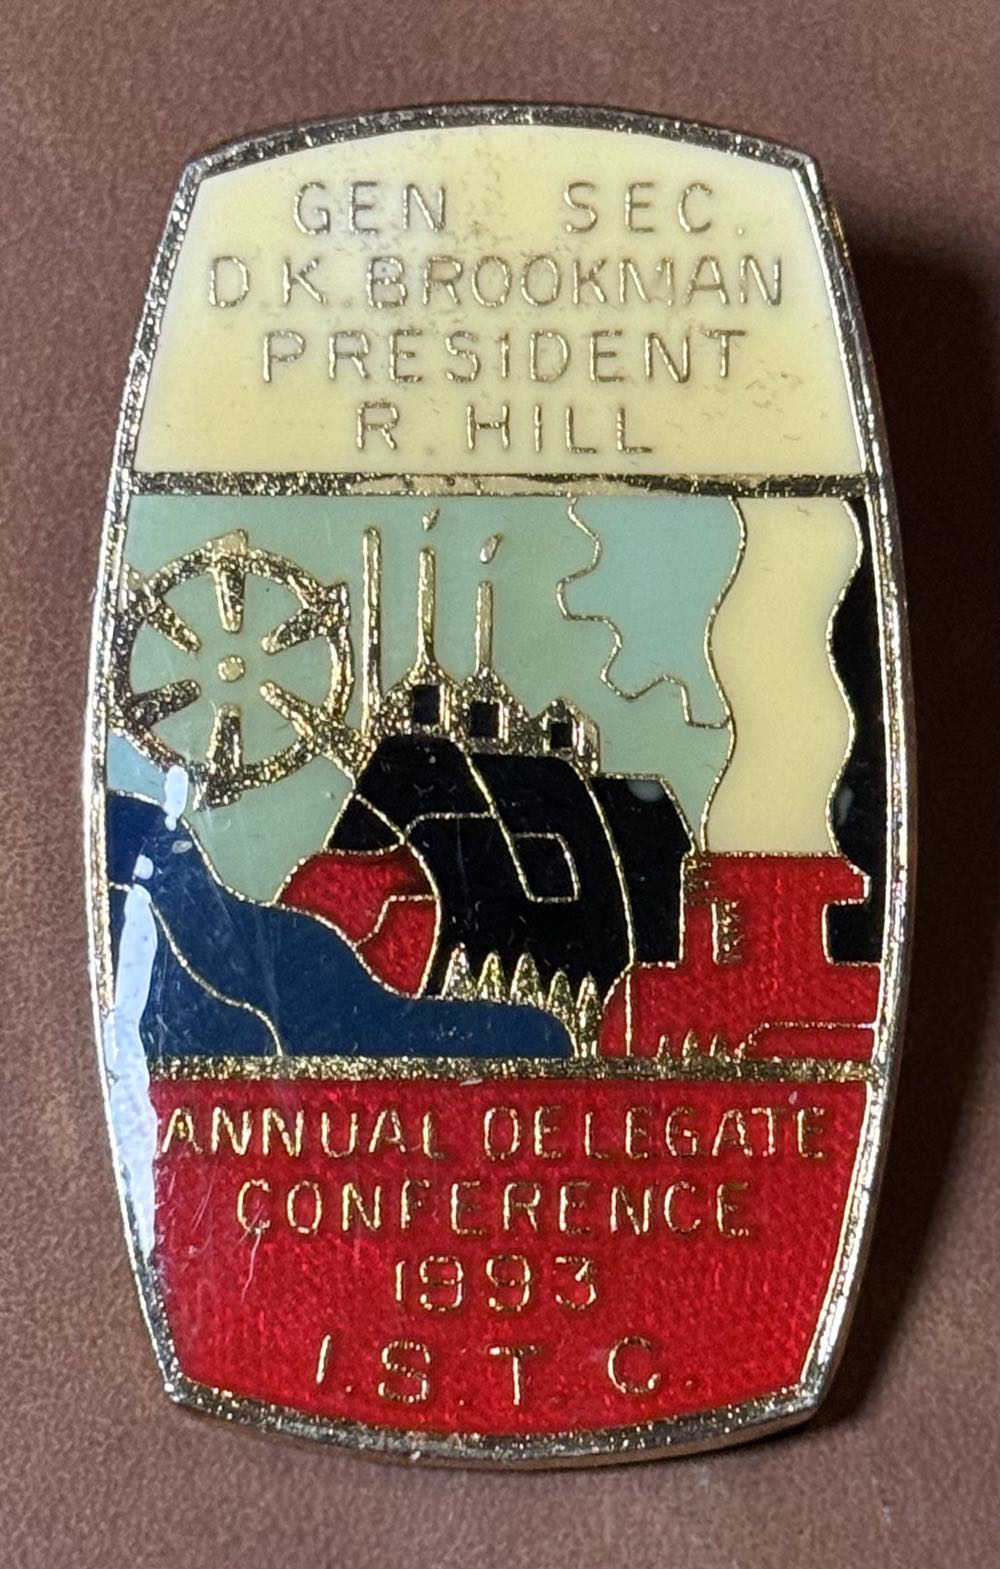 GEN SEC.
D.K.BROOKMAN
PRESIDENT
R. HILL
ANNUAL DELEGATE
CONFERENCE
1993
I.S.T.C.